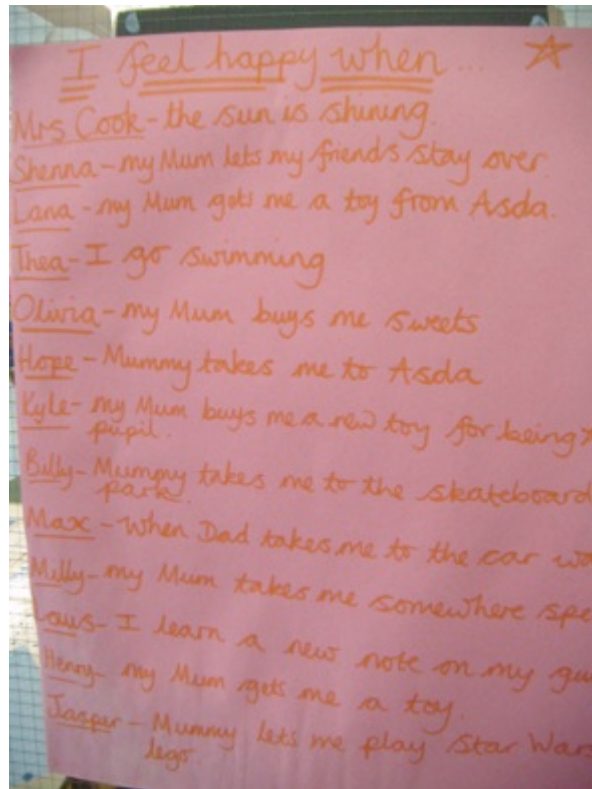 I feel happy when...
Mrs Cook - the sun is shining.
Shenna - my Mum lets my friends stay over.
Lana - my Mum gets me a toy from Asda.
Thea - I go swimming
Olivia - my Mum buys me sweets
Hope - Mummy takes me to Asda
Kyle - my Mum buys me a new toy for being
pupil.
Billy - Mummy takes me to the skateboard
park.
Max - When Dad takes me to the car
Milly - my Mum takes me somewhere
I learn a new note on my
Henry - my Mum gets me a toy.
Jasper - Mummy lets me play Star Wars
lego.